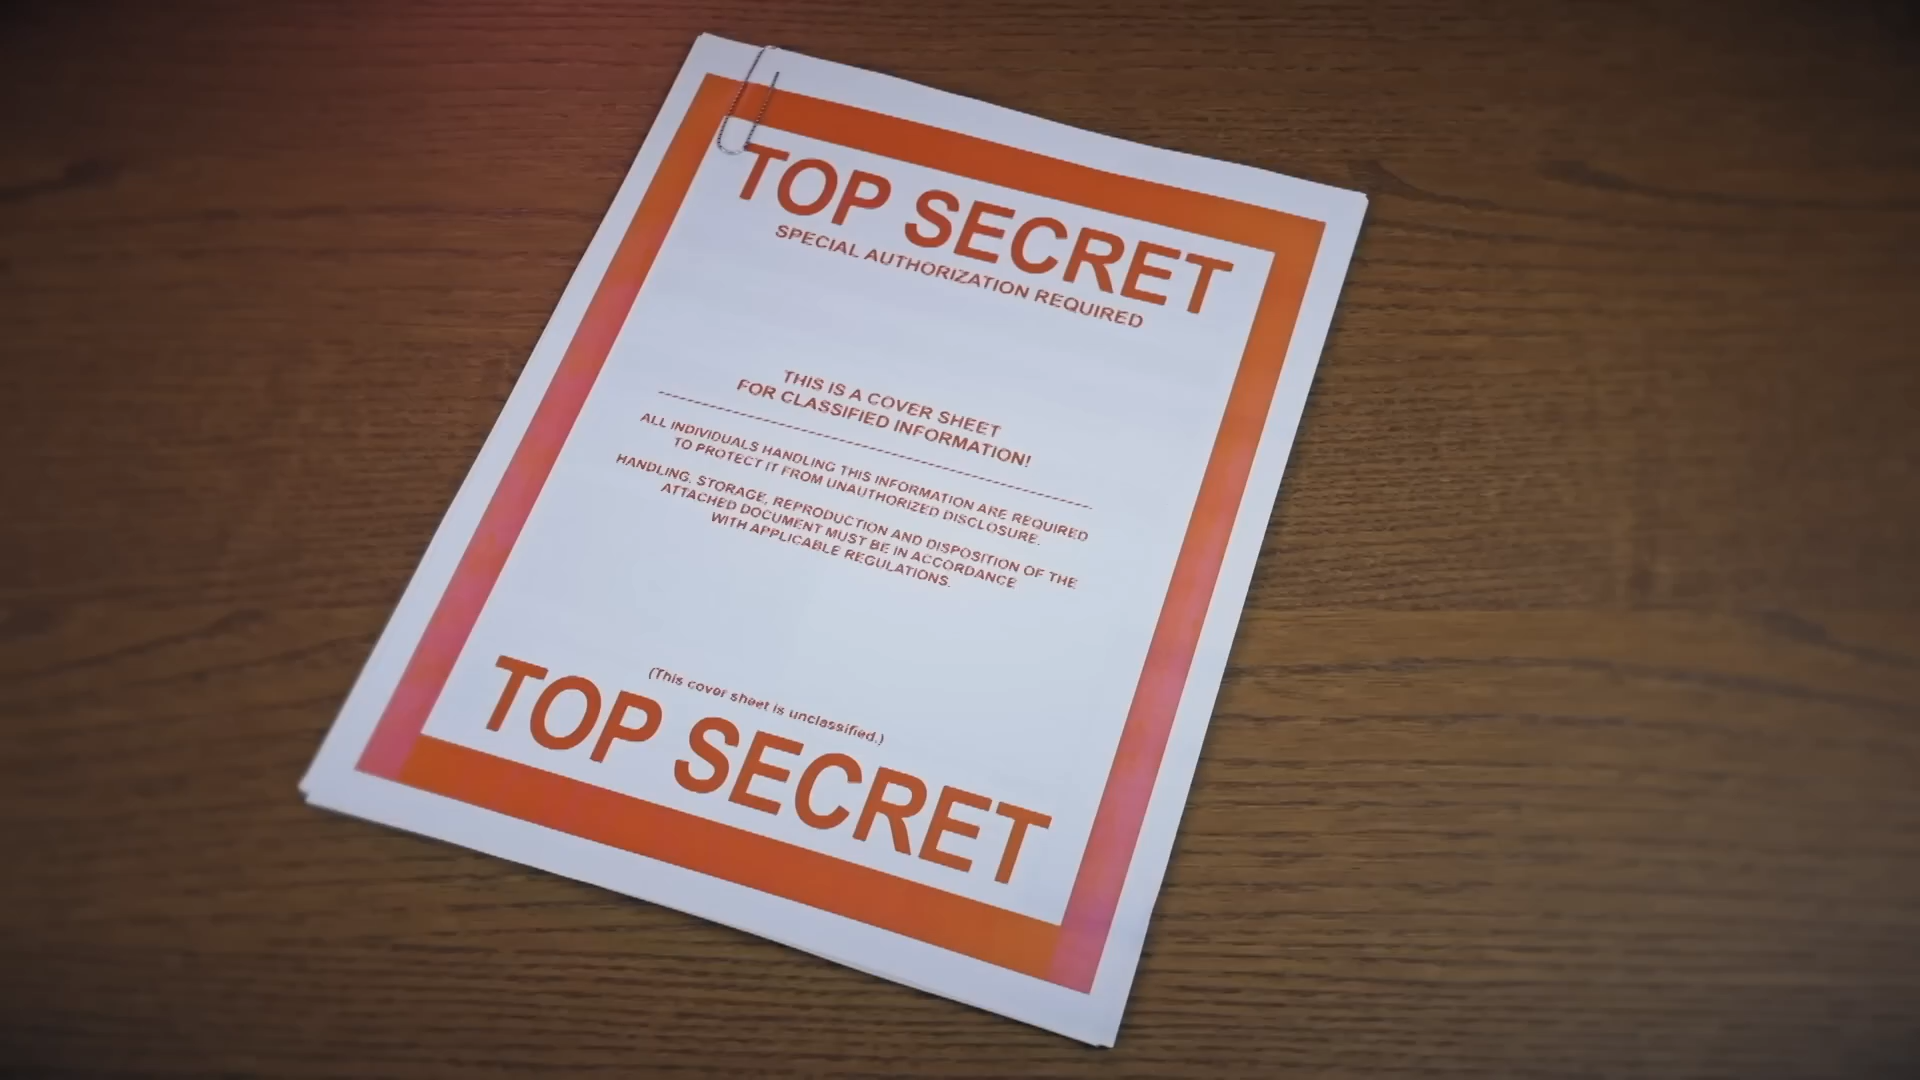 TOP SECRET
SPECIAL AUTHORIZATION REQUIRED
THIS IS A COVER SHEET
FOR CLASSIFIED INFORMATION!
ALL INDIVIDUALS HANDLING THIS INFORMATION ARE REQUIRED
TO PROTECT IT FROM UNAUTHORIZED DISCLOSURE.
HANDLING, STORAGE, REPRODUCTION AND DISPOSITION OF THE
ATTACHED DOCUMENT MUST BE IN ACCORDANCE
WITH APPLICABLE REGULATIONS.
(This cover sheet is unclassified.)
TOP SECRET